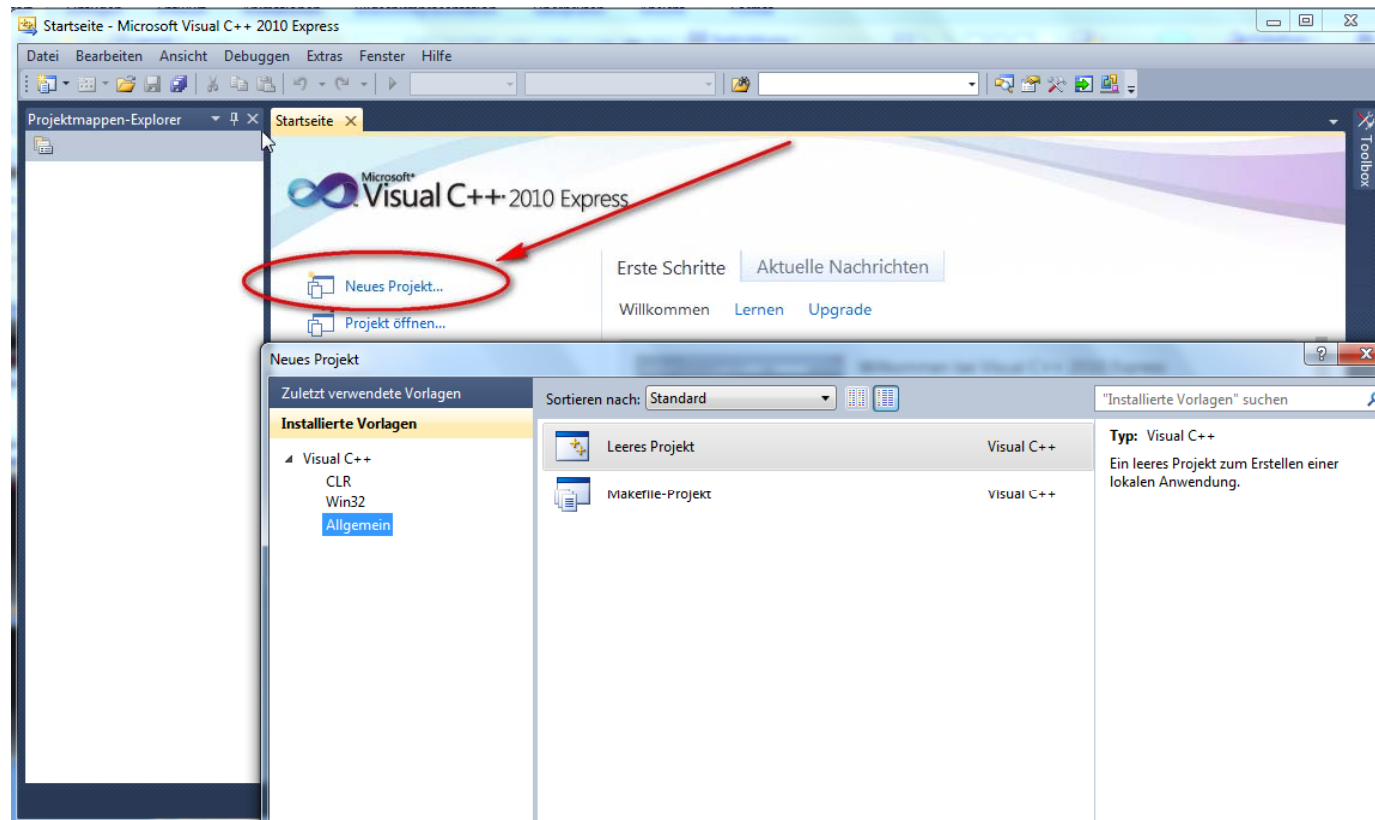 Startseite - Microsoft Visual C++ 2010 Express
Datei Bearbeiten Ansicht Debuggen Extras Fenster Hilfe
Projektmappen-Explorer
Startseite
Toolbox
Microsoft
Visual C++ 2010 Express
Neues Projekt...
Projekt öffnen...
Erste Schritte Aktuelle Nachrichten
Willkommen Lernen Upgrade
Neues Projekt
Zuletzt verwendete Vorlagen
Installierte Vorlagen
Visual C++
CLR
Win32
Allgemein
Sortieren nach: Standard
Leeres Projekt Visual C++
Makefile-Projekt Visual C++
"Installierte Vorlagen" suchen
Typ: Visual C++
Ein leeres Projekt zum Erstellen einer
lokalen Anwendung.